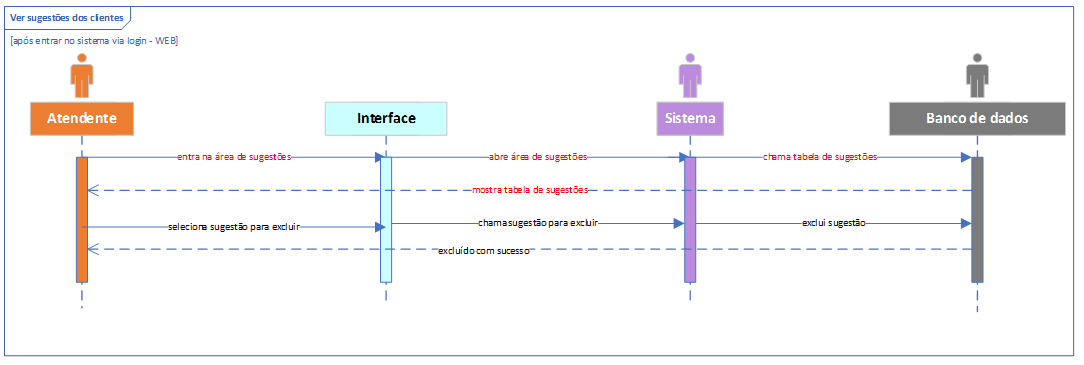 Ver sugestões dos clientes
[após entrar no sistema via login - WEB]
Atendente
Interface
Sistema
Banco de dados
entra na área de sugestões
abre área de sugestões
chama tabela de sugestões
mostra tabela de sugestões
seleciona sugestão para excluir
chama sugestão para excluir
exclui sugestão
excluído com sucesso